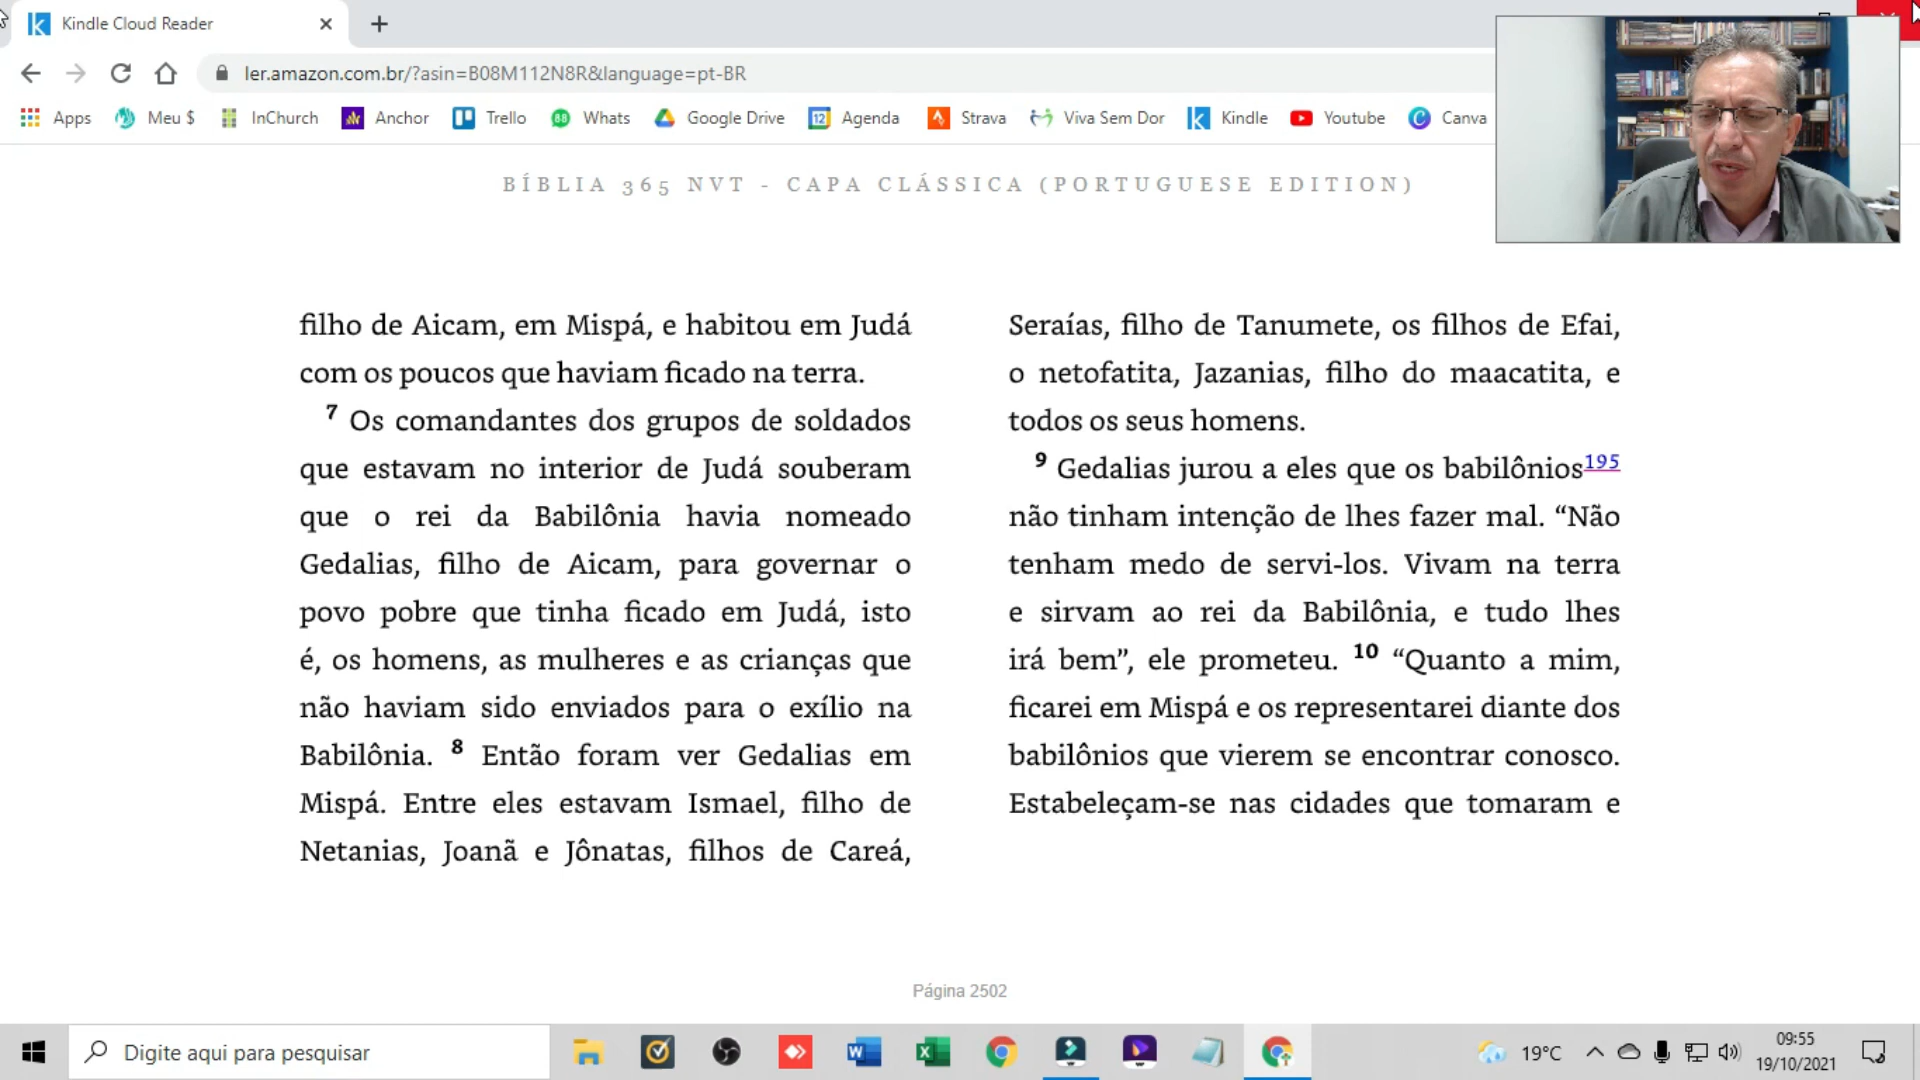 Kindle Cloud Reader
ler.amazon.com.br/?asin=B08M112N8R&language=pt-BR
Apps Meu $ InChurch Anchor Trello Whats Google Drive 12 Agenda Strava Viva Sem Dor Kindle Youtube Canva
BÍBLIA 365 NVT - CAPA CLÁSSICA (PORTUGUESE EDITION)
filho de Aicam, em Mispá, e habitou em Judá
com os poucos que haviam ficado na terra.
7 Os comandantes dos grupos de soldados
que estavam no interior de Judá souberam
que o rei da Babilônia havia nomeado
Gedalias, filho de Aicam, para governar o
povo pobre que tinha ficado em Judá, isto
é, os homens, as mulheres e as crianças que
não haviam sido enviados para o exílio na
Babilônia. 8 Então foram ver Gedalias em
Mispá. Entre eles estavam Ismael, filho de
Netanias, Joanã e Jônatas, filhos de Careá,
Seraías, filho de Tanumete, os filhos de Efai,
o netofatita, Jazanias, filho do maacatita, e
todos os seus homens.
9 Gedalias jurou a eles que os babilônios195
não tinham intenção de lhes fazer mal. “Não
tenham medo de servi-los. Vivam na terra
e sirvam ao rei da Babilônia, e tudo lhes
irá bem”, ele prometeu. 10 “Quanto a mim,
ficarei em Mispá e os representarei diante dos
babilônios que vierem se encontrar conosco.
Estabeleçam-se nas cidades que tomaram e
Página 2502
Digite aqui para pesquisar
19°C
09:55
19/10/2021